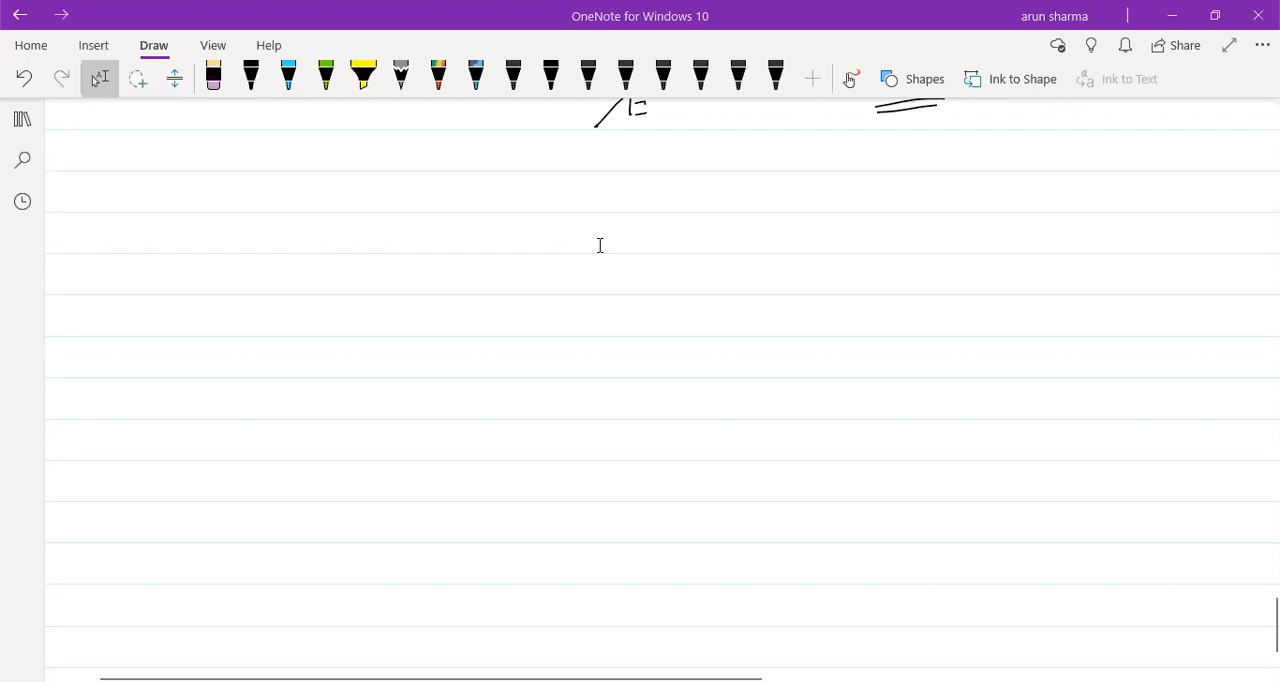 OneNote for Windows 10
arun sharma
Home Insert Draw View Help
Share
Shapes Ink to Shape Ink to Text